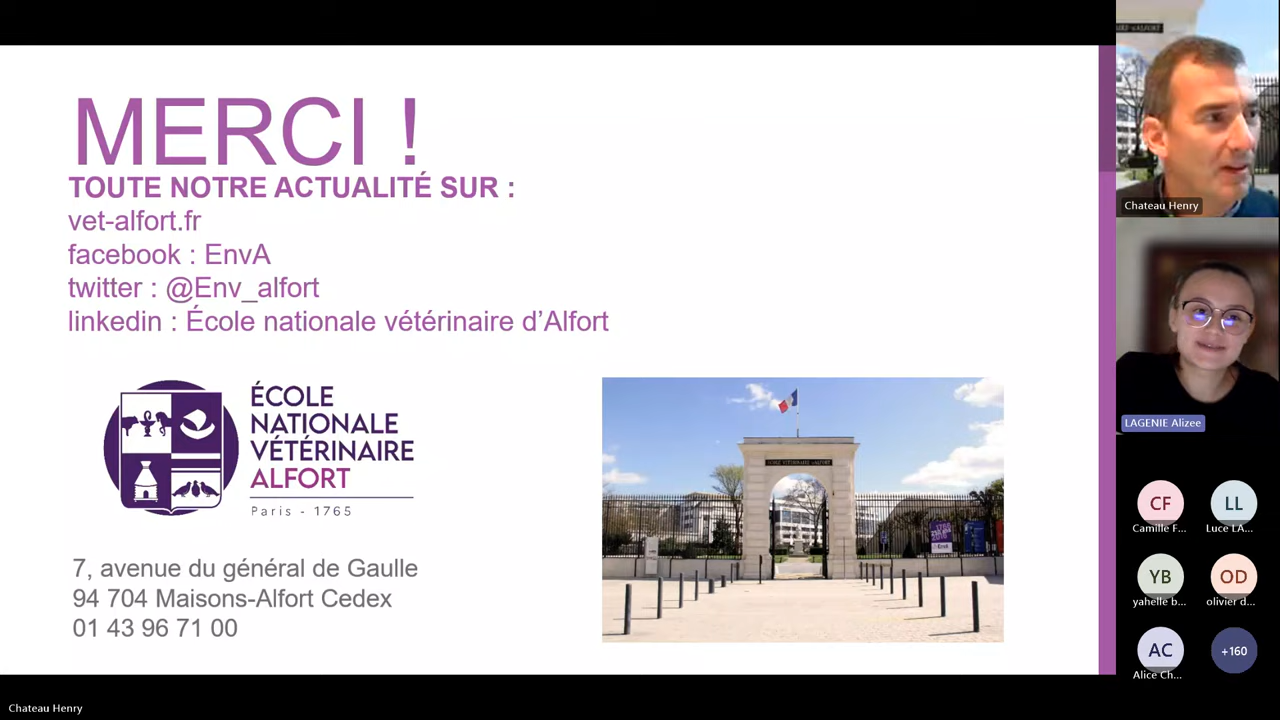 MERCI !
TOUTE NOTRE ACTUALITÉ SUR :
vet-alfort.fr
facebook : EnvA
twitter : @Env_alfort
linkedin : École nationale vétérinaire d’Alfort
ÉCOLE
NATIONALE
VÉTÉRINAIRE
ALFORT
Paris - 1765
7, avenue du général de Gaulle
94 704 Maisons-Alfort Cedex
01 43 96 71 00
ÉCOLE VÉTÉRINAIRE D'ALFORT
Chateau Henry
LAGENIE Alizee
CF
LL
Camille F...
Luce LA...
YB
OD
yahelle b...
olivier d...
AC
+160
Alice Ch...
Chateau Henry